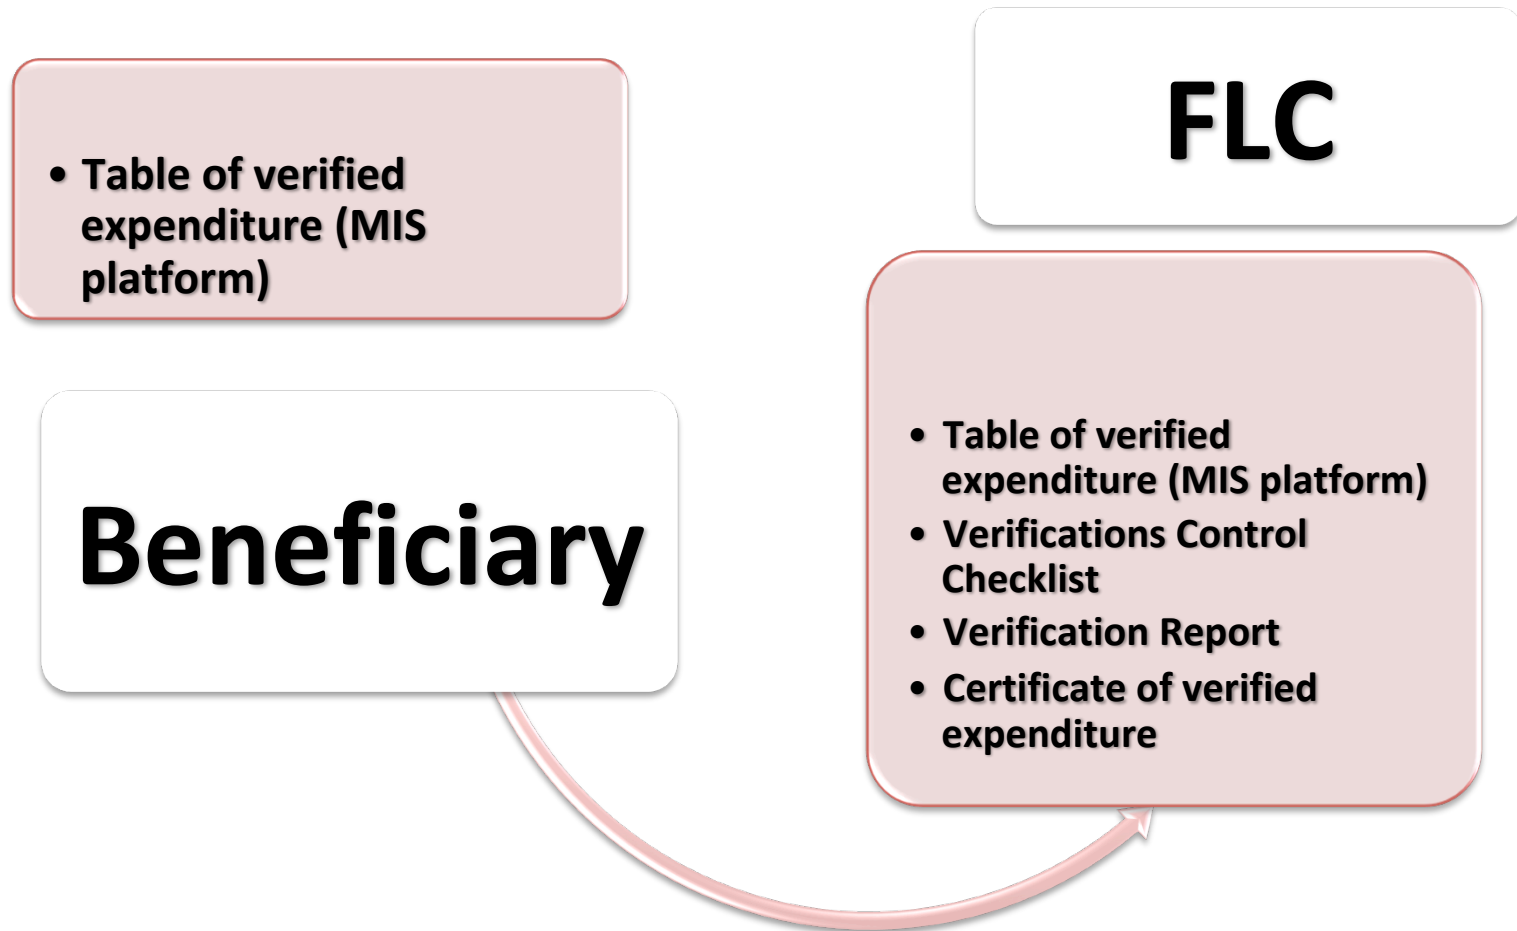 • Table of verified
expenditure (MIS
platform)
Beneficiary
FLC
• Table of verified
expenditure (MIS platform)
• Verifications Control
Checklist
• Verification Report
• Certificate of verified
expenditure